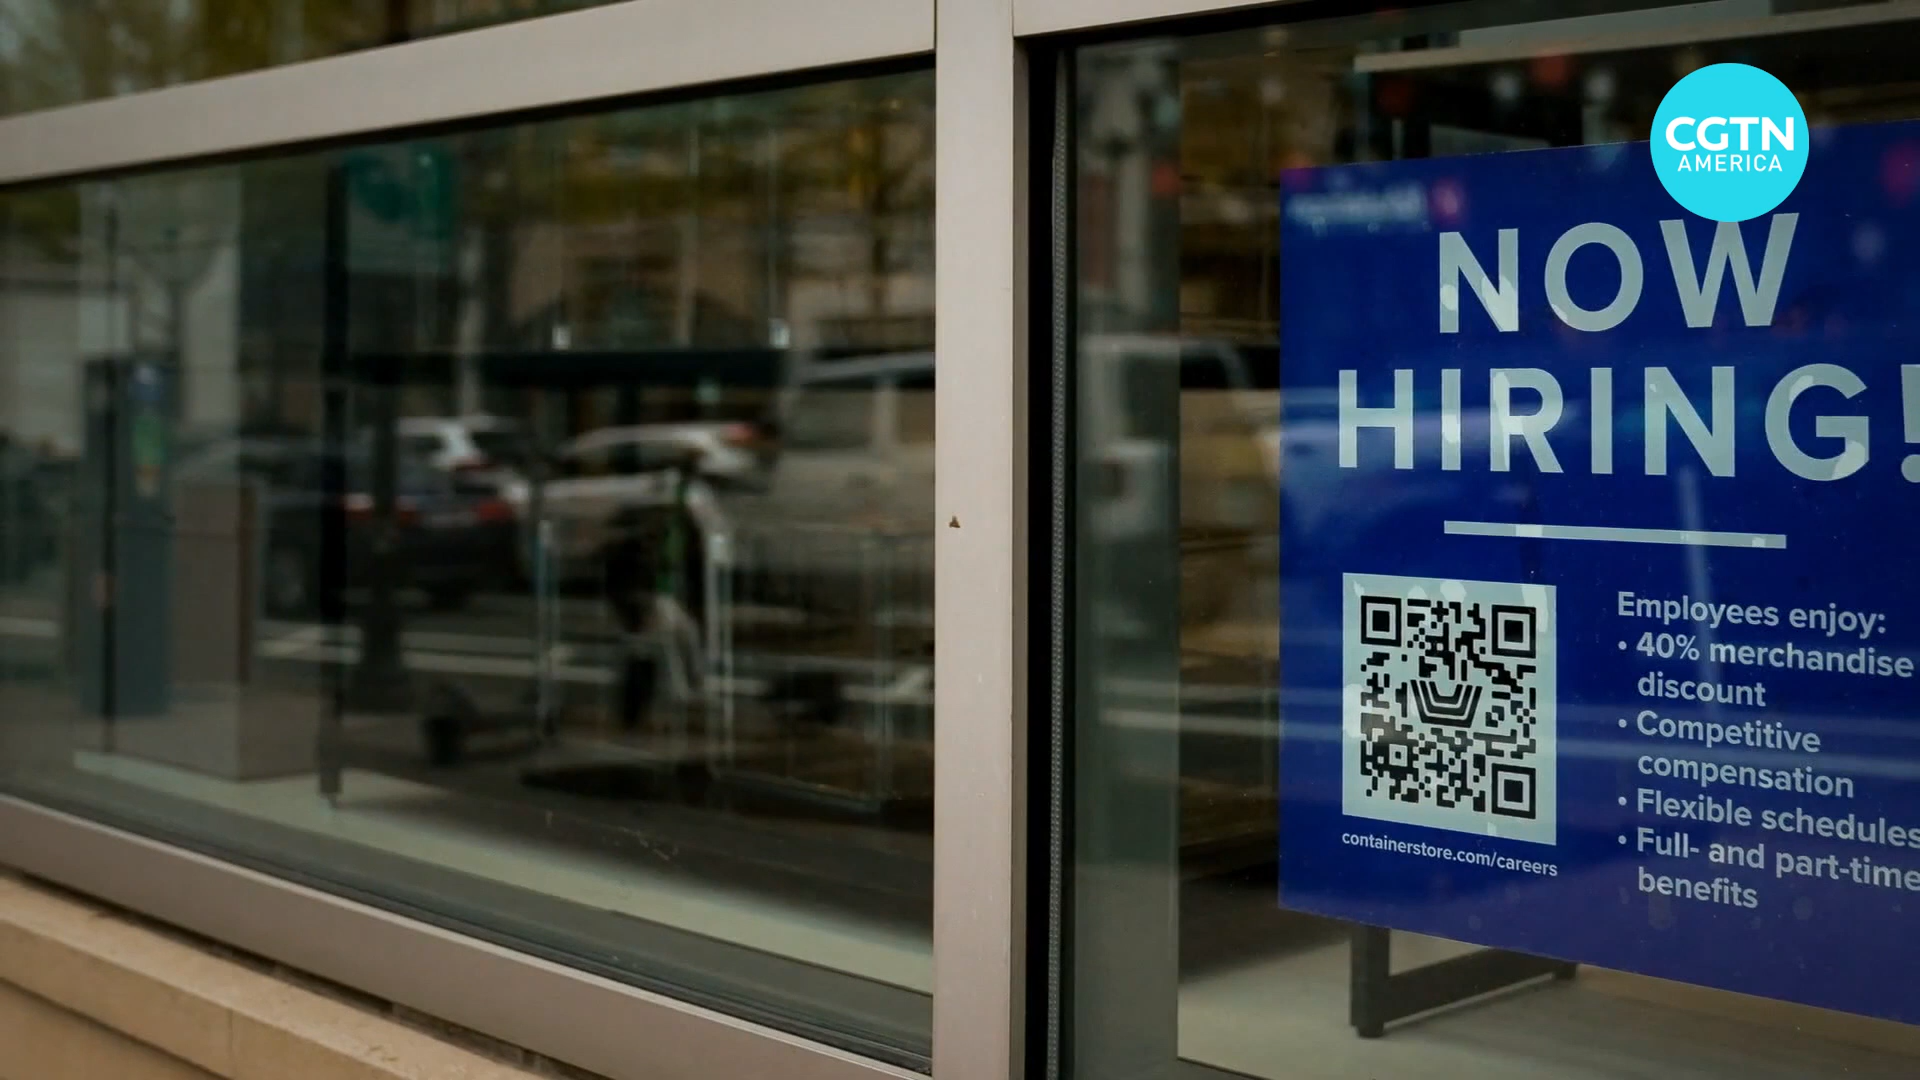 CGTN
AMERICA
NOW
HIRING!
Employees enjoy:
• 40% merchandise
discount
• Competitive
compensation
• Flexible schedules
• Full- and part-time
benefits
containerstore.com/careers